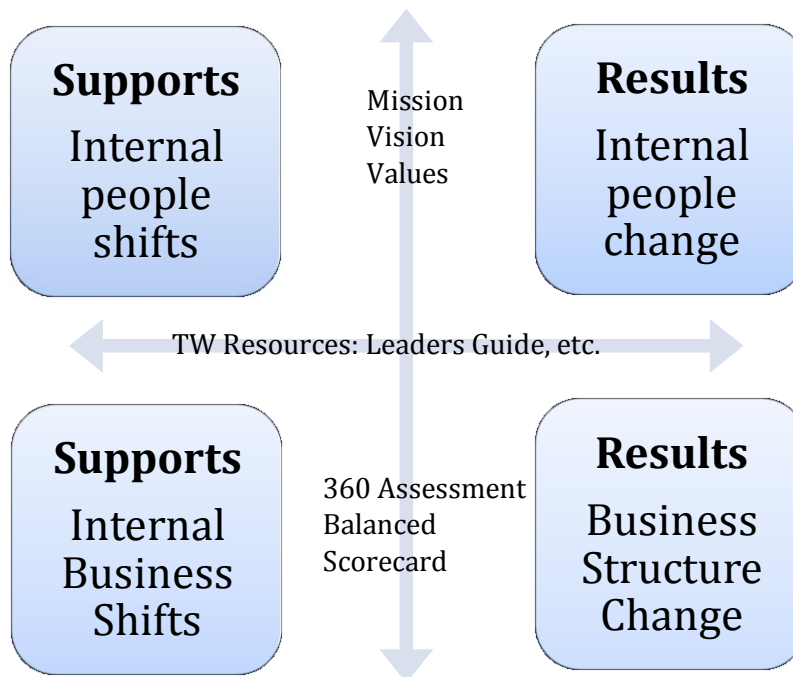 Supports
Internal
people
shifts
Mission
Vision
Values
Results
Internal
people
change
TW Resources: Leaders Guide, etc.
Supports
Internal
Business
Shifts
360 Assessment
Balanced
Scorecard
Results
Business
Structure
Change